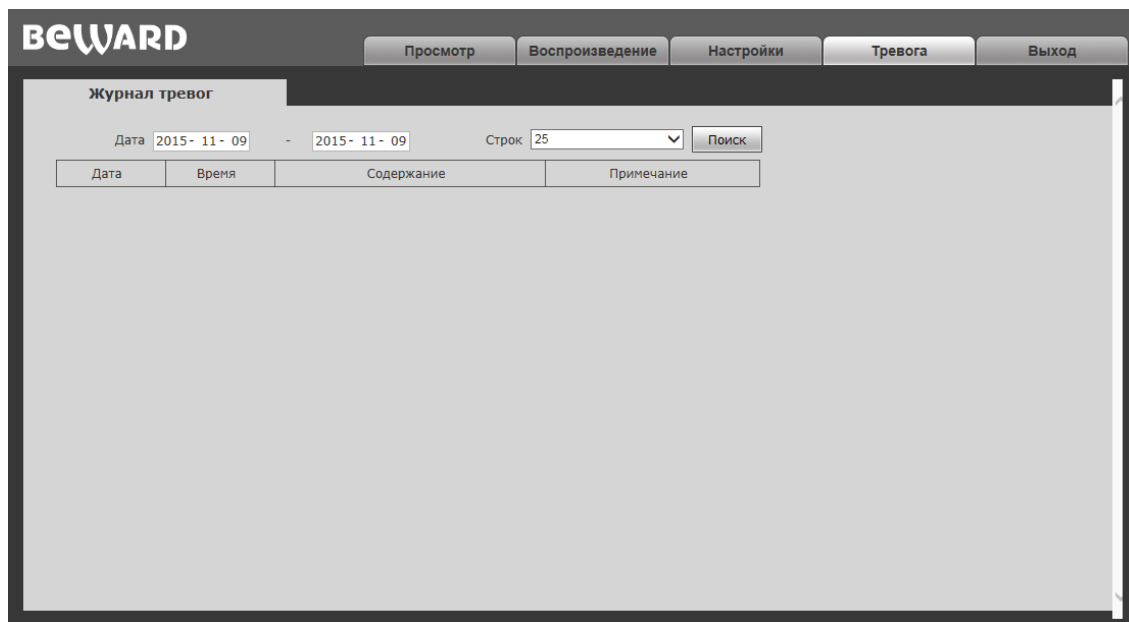 BEWARD
Просмотр Воспроизведение Настройки Тревога Выход
Журнал тревог
Дата 2015- 11- 09 - 2015- 11- 09 Строк 25 Поиск
Дата Время Содержание Примечание